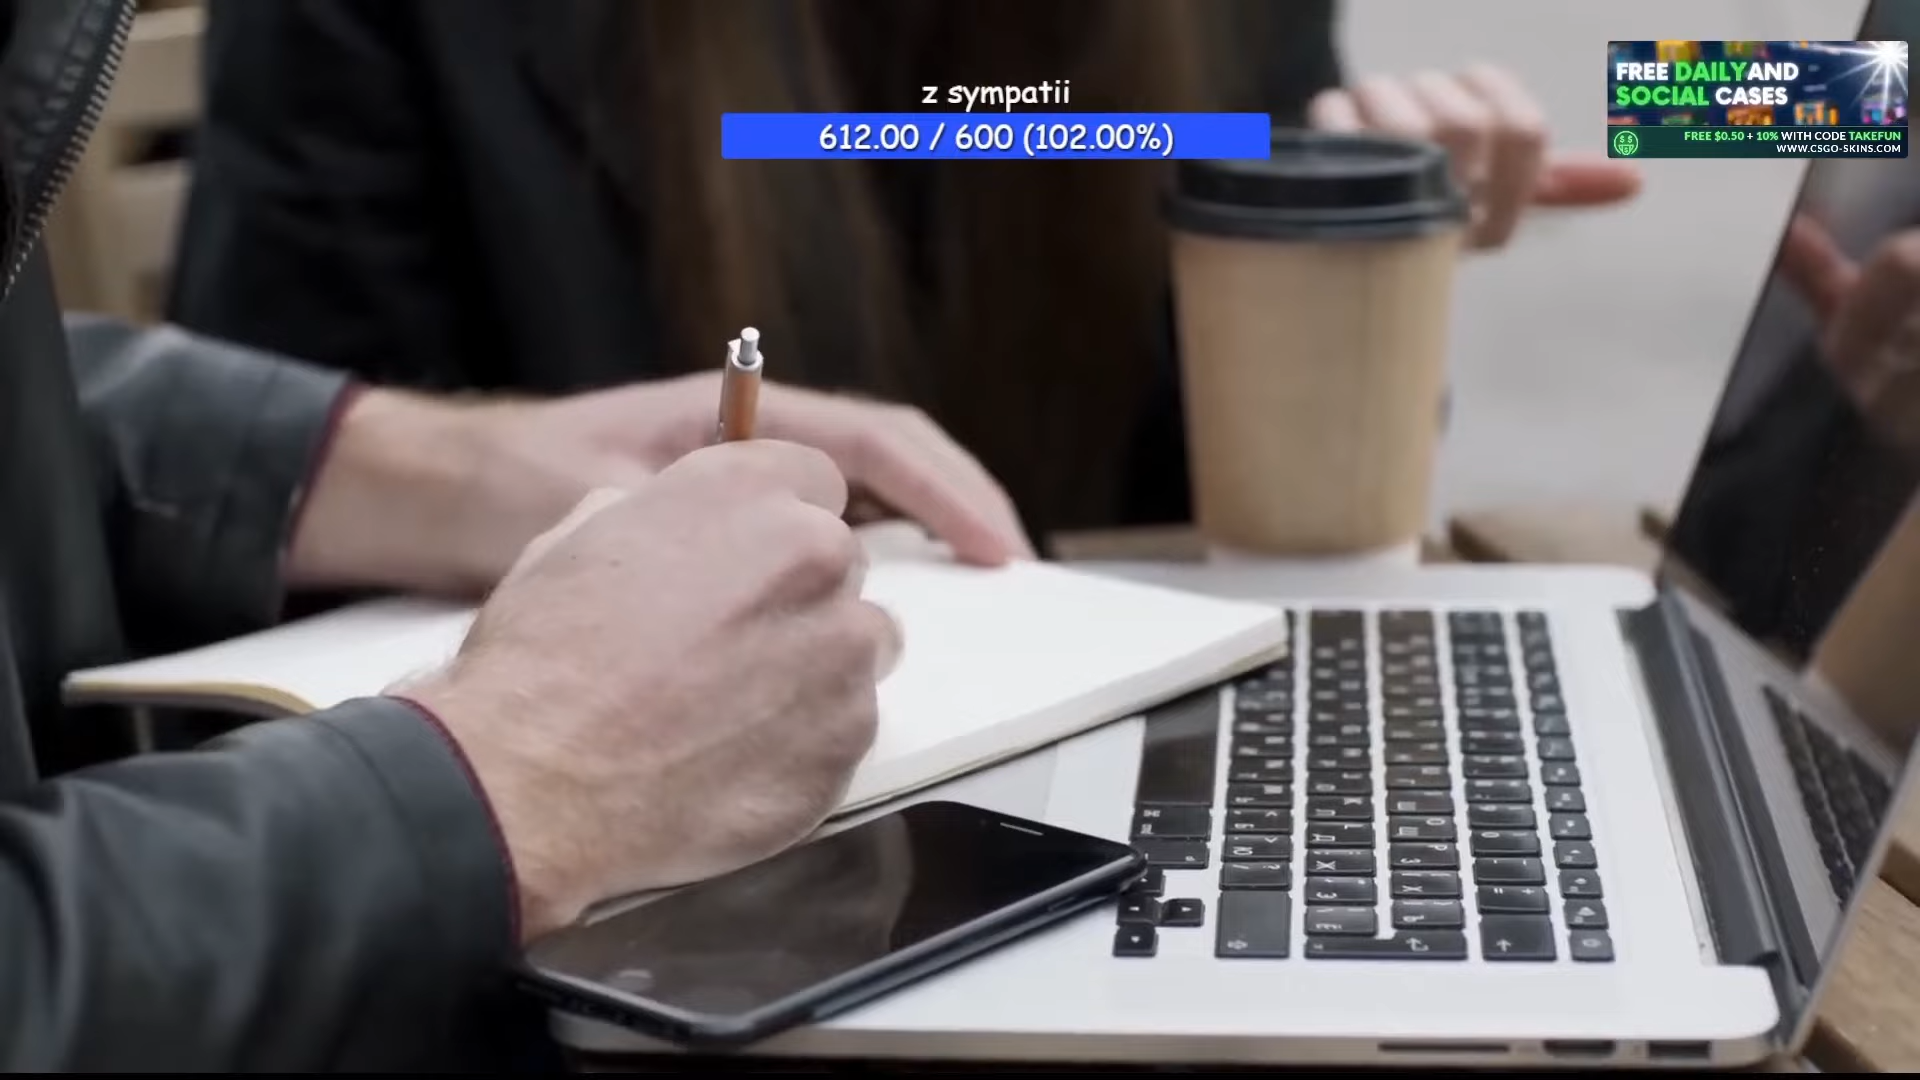 z sympatii
612.00 / 600 (102.00%)
FREE DAILY AND
SOCIAL CASES
FREE $0.50 + 10% WITH CODE TAKEFUN
WWW.CSGO-SKINS.COM